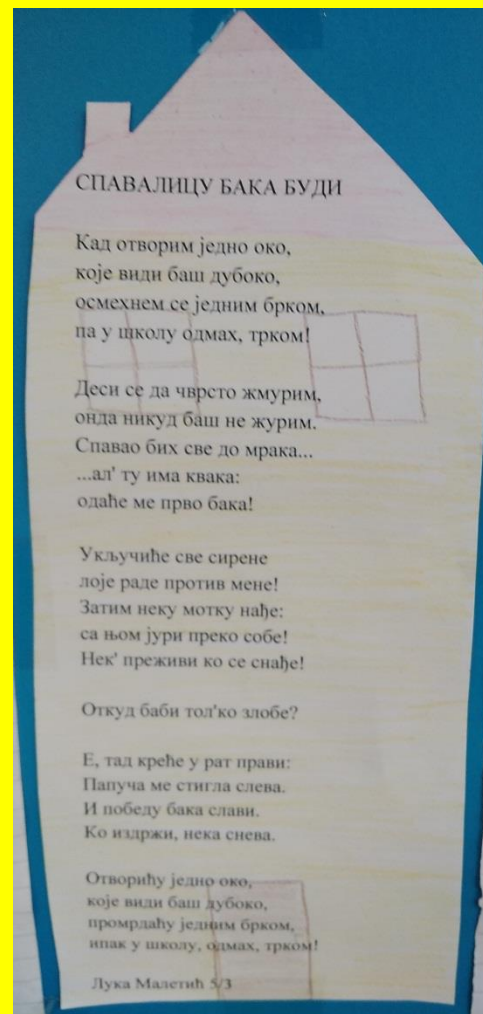 СПАВАЛИЦУ БАКА БУДИ
Кад отворим једно око,
које види баш дубоко,
осмехнем се једним брком,
па у школу одмах, трком!
Деси се да чврсто жмурим,
онда никуд баш не журим.
Спавао бих све до мрака...
...ал' ту има квака:
одаће ме прво бака!
Укључиће све сирене
лоје раде против мене!
Затим неку мотку нађе:
са њом јури преко собе!
Нек' преживи ко се снађе!
Откуд баби тол'ко злобе?
Е, тад креће у рат прави:
Папуча ме стигла слева.
И победу бака слави.
Ко издржи, нека снева.
Отворићу једно око,
које види баш дубоко,
промрдаћу једним брком,
ипак у школу, одмах, трком!
Лука Малетић 5/3